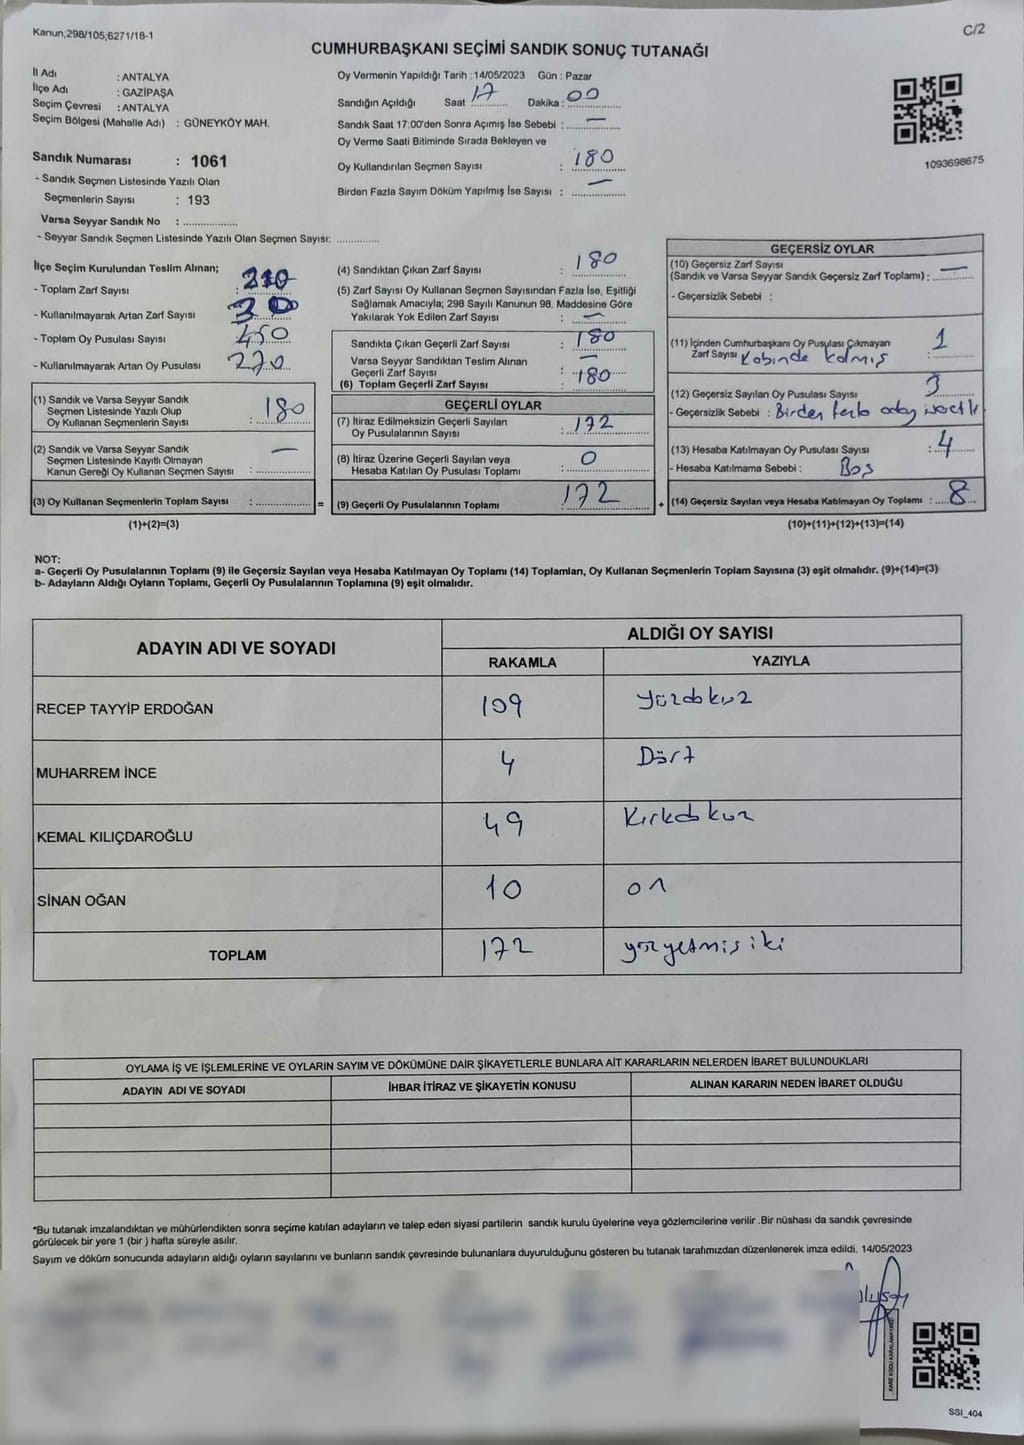 Kanun;298/105;6271/18-1
C/2
CUMHURBAŞKANI SEÇİMİ SANDIK SONUÇ TUTANAĞI
İl Adı : ANTALYA
İlçe Adı : GAZİPAŞA
Seçim Çevresi : ANTALYA
Seçim Bölgesi (Mahalle Adı) : GÜNEYKÖY MAH.
Sandık Numarası : 1061
- Sandık Seçmen Listesinde Yazılı Olan
Seçmenlerin Sayısı : 193
Varsa Seyyar Sandık No : ..................
- Seyyar Sandık Seçmen Listesinde Yazılı Olan Seçmen Sayısı: ..............
Oy Vermenin Yapıldığı Tarih : 14/05/2023 Gün : Pazar
Sandığın Açıldığı Saat 17 Dakika : 00
Sandık Saat 17:00'den Sonra Açımış İse Sebebi : —
Oy Verme Saati Bitiminde Sırada Bekleyen ve
Oy Kullandırılan Seçmen Sayısı : 180
Birden Fazla Sayım Döküm Yapılmış İse Sayısı : —
1093698675
İlçe Seçim Kurulundan Teslim Alınan;
- Toplam Zarf Sayısı : 210
- Kullanılmayarak Artan Zarf Sayısı 30
- Toplam Oy Pusulası Sayısı : 450
- Kullanılmayarak Artan Oy Pusulası 270
(1) Sandık ve Varsa Seyyar Sandık
Seçmen Listesinde Yazılı Olup
Oy Kullanan Seçmenlerin Sayısı : 180
(2) Sandık ve Varsa Seyyar Sandık
Seçmen Listesinde Kayıtlı Olmayan
Kanun Gereği Oy Kullanan Seçmen Sayısı : —
(3) Oy Kullanan Seçmenlerin Toplam Sayısı : .................. =
(1)+(2)=(3)
(4) Sandıktan Çıkan Zarf Sayısı : 180
(5) Zarf Sayısı Oy Kullanan Seçmen Sayısından Fazla İse, Eşitliği
Sağlamak Amacıyla; 298 Sayılı Kanunun 98. Maddesine Göre
Yakılarak Yok Edilen Zarf Sayısı : —
Sandıkta Çıkan Geçerli Zarf Sayısı : 180
Varsa Seyyar Sandıktan Teslim Alınan
Geçerli Zarf Sayısı : —
(6) Toplam Geçerli Zarf Sayısı : 180
GEÇERLİ OYLAR
(7) İtiraz Edilmeksizin Geçerli Sayılan
Oy Pusulalarının Sayısı : 172
(8) İtiraz Üzerine Geçerli Sayılan veya
Hesaba Katılan Oy Pusulası Toplamı : 0
(9) Geçerli Oy Pusulalarının Toplamı : 172 +
GEÇERSİZ OYLAR
(10) Geçersiz Zarf Sayısı
(Sandık ve Varsa Seyyar Sandık Geçersiz Zarf Toplamı) : —
- Geçersizlik Sebebi :
(11) İçinden Cumhurbaşkanı Oy Pusulası Çıkmayan
Zarf Sayısı Kabinde kalmış : 1
(12) Geçersiz Sayılan Oy Pusulası Sayısı : 3
- Geçersizlik Sebebi : Birden fazla aday işaretli
(13) Hesaba Katılmayan Oy Pusulası Sayısı : 4
- Hesaba Katılmama Sebebi : Boş
(14) Geçersiz Sayılan veya Hesaba Katılmayan Oy Toplamı : 8
(10)+(11)+(12)+(13)=(14)
NOT:
a- Geçerli Oy Pusulalarının Toplamı (9) ile Geçersiz Sayılan veya Hesaba Katılmayan Oy Toplamı (14) Toplamları, Oy Kullanan Seçmenlerin Toplam Sayısına (3) eşit olmalıdır. (9)+(14)=(3)
b- Adayların Aldığı Oyların Toplamı, Geçerli Oy Pusulalarının Toplamına (9) eşit olmalıdır.
ADAYIN ADI VE SOYADI ALDIĞI OY SAYISI
RAKAMLA YAZIYLA
RECEP TAYYİP ERDOĞAN 109 Yüzdokuz
MUHARREM İNCE 4 Dört
KEMAL KILIÇDAROĞLU 49 Kırkdokuz
SİNAN OĞAN 10 on
TOPLAM 172 yüzyetmiş iki
OYLAMA İŞ VE İŞLEMLERİNE VE OYLARIN SAYIM VE DÖKÜMÜNE DAİR ŞİKAYETLERLE BUNLARA AİT KARARLARIN NELERDEN İBARET BULUNDUKLARI
ADAYIN ADI VE SOYADI İHBAR İTİRAZ VE ŞİKAYETİN KONUSU ALINAN KARARIN NEDEN İBARET OLDUĞU
*Bu tutanak imzalandıktan ve mühürlendikten sonra seçime katılan adayların ve talep eden siyasi partilerin sandık kurulu üyelerine veya gözlemcilerine verilir .Bir nüshası da sandık çevresinde
görülecek bir yere 1 (bir ) hafta süreyle asılır.
Sayım ve döküm sonucunda adayların aldığı oyların sayılarını ve bunların sandık çevresinde bulunanlara duyurulduğunu gösteren bu tutanak tarafımızdan düzenlenerek imza edildi. 14/05/2023
KARE KODU KARALAMAYINIZ
SSI_404